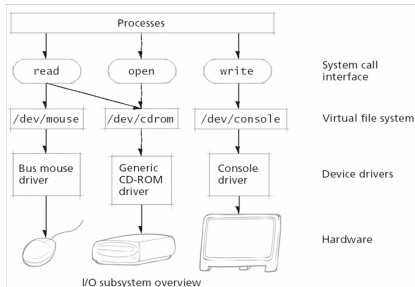 Processes
read
open
write
System call
interface
/dev/mouse
/dev/cdrom
/dev/console
Virtual file system
Bus mouse
driver
Generic
CD-ROM
driver
Console
driver
Device drivers
Hardware
I/O subsystem overview